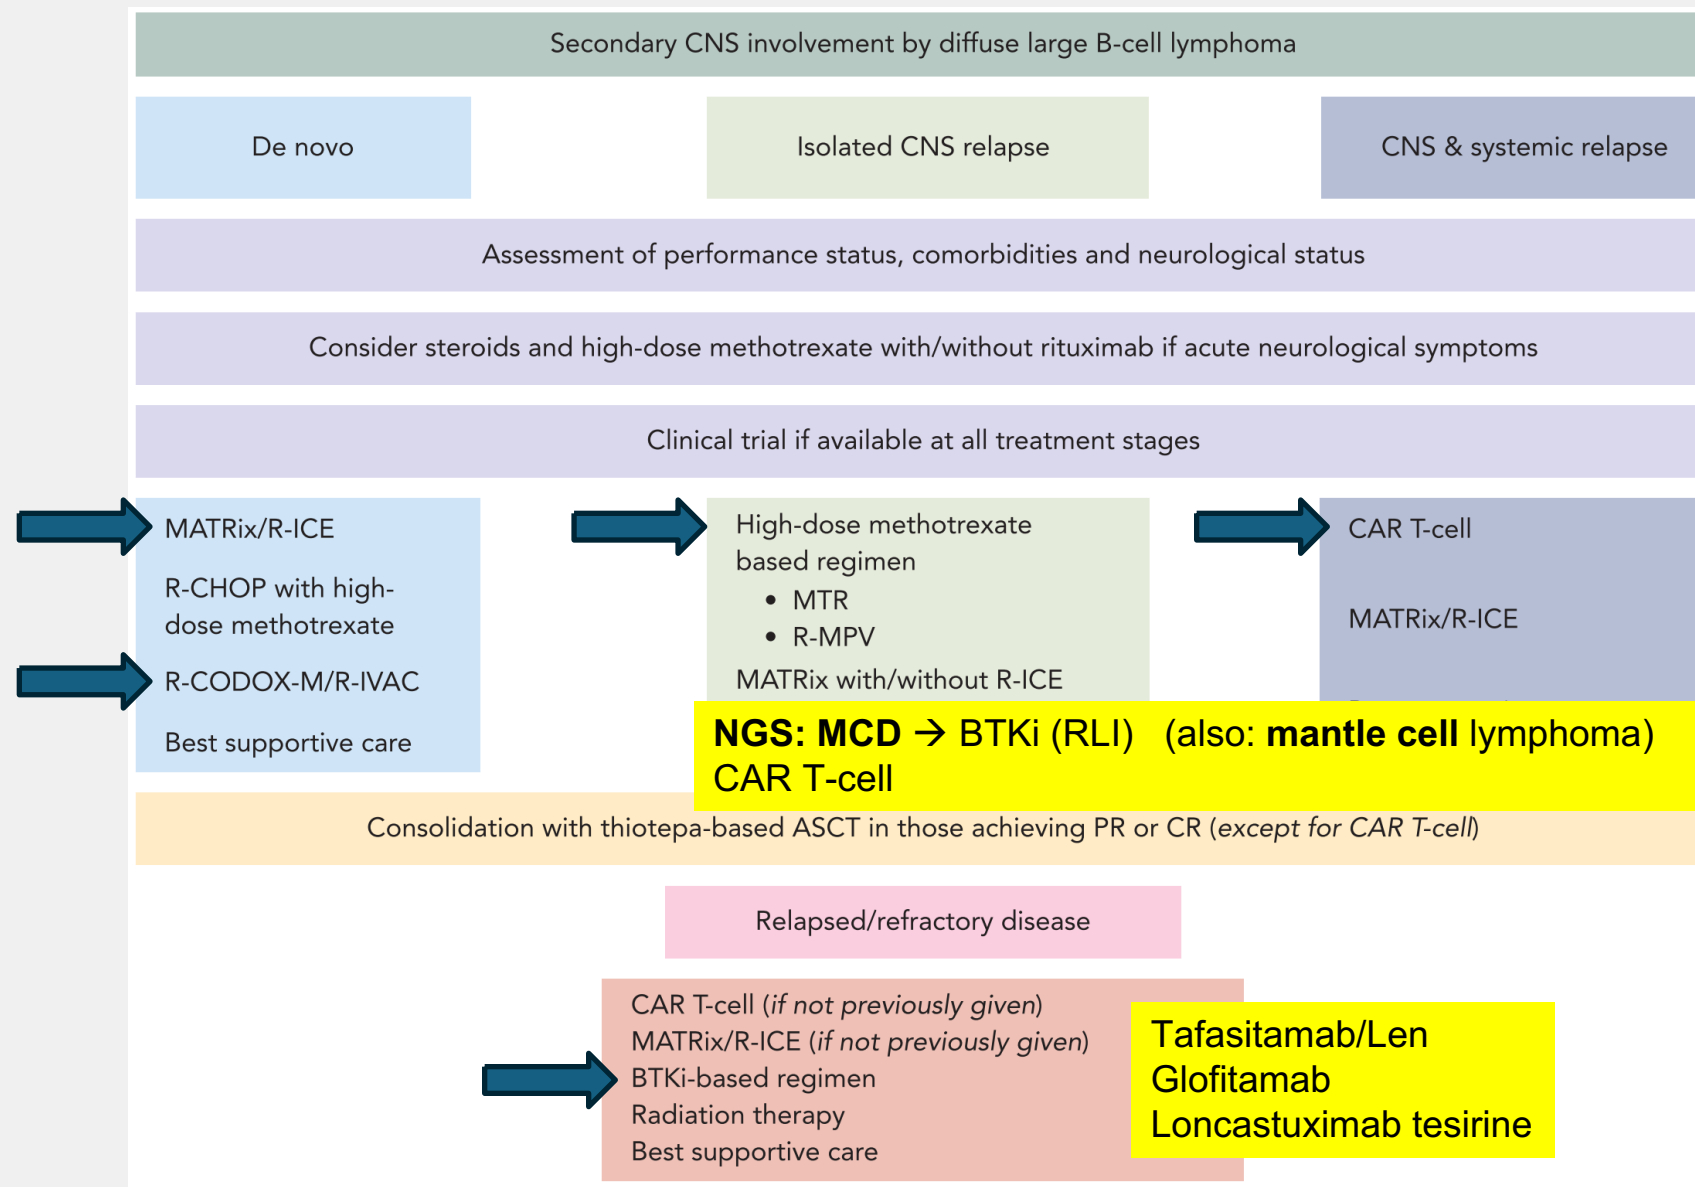 Secondary CNS involvement by diffuse large B-cell lymphoma
De novo
Isolated CNS relapse
CNS & systemic relapse
Assessment of performance status, comorbidities and neurological status
Consider steroids and high-dose methotrexate with/without rituximab if acute neurological symptoms
Clinical trial if available at all treatment stages
MATRix/R-ICE
R-CHOP with high-
dose methotrexate
R-CODOX-M/R-IVAC
Best supportive care
High-dose methotrexate
based regimen
• MTR
• R-MPV
MATRix with/without R-ICE
CAR T-cell
MATRix/R-ICE
NGS: MCD → BTKi (RLI) (also: mantle cell lymphoma)
CAR T-cell
Consolidation with thiotepa-based ASCT in those achieving PR or CR (except for CAR T-cell)
Relapsed/refractory disease
CAR T-cell (if not previously given)
MATRix/R-ICE (if not previously given)
BTKi-based regimen
Radiation therapy
Best supportive care
Tafasitamab/Len
Glofitamab
Loncastuximab tesirine